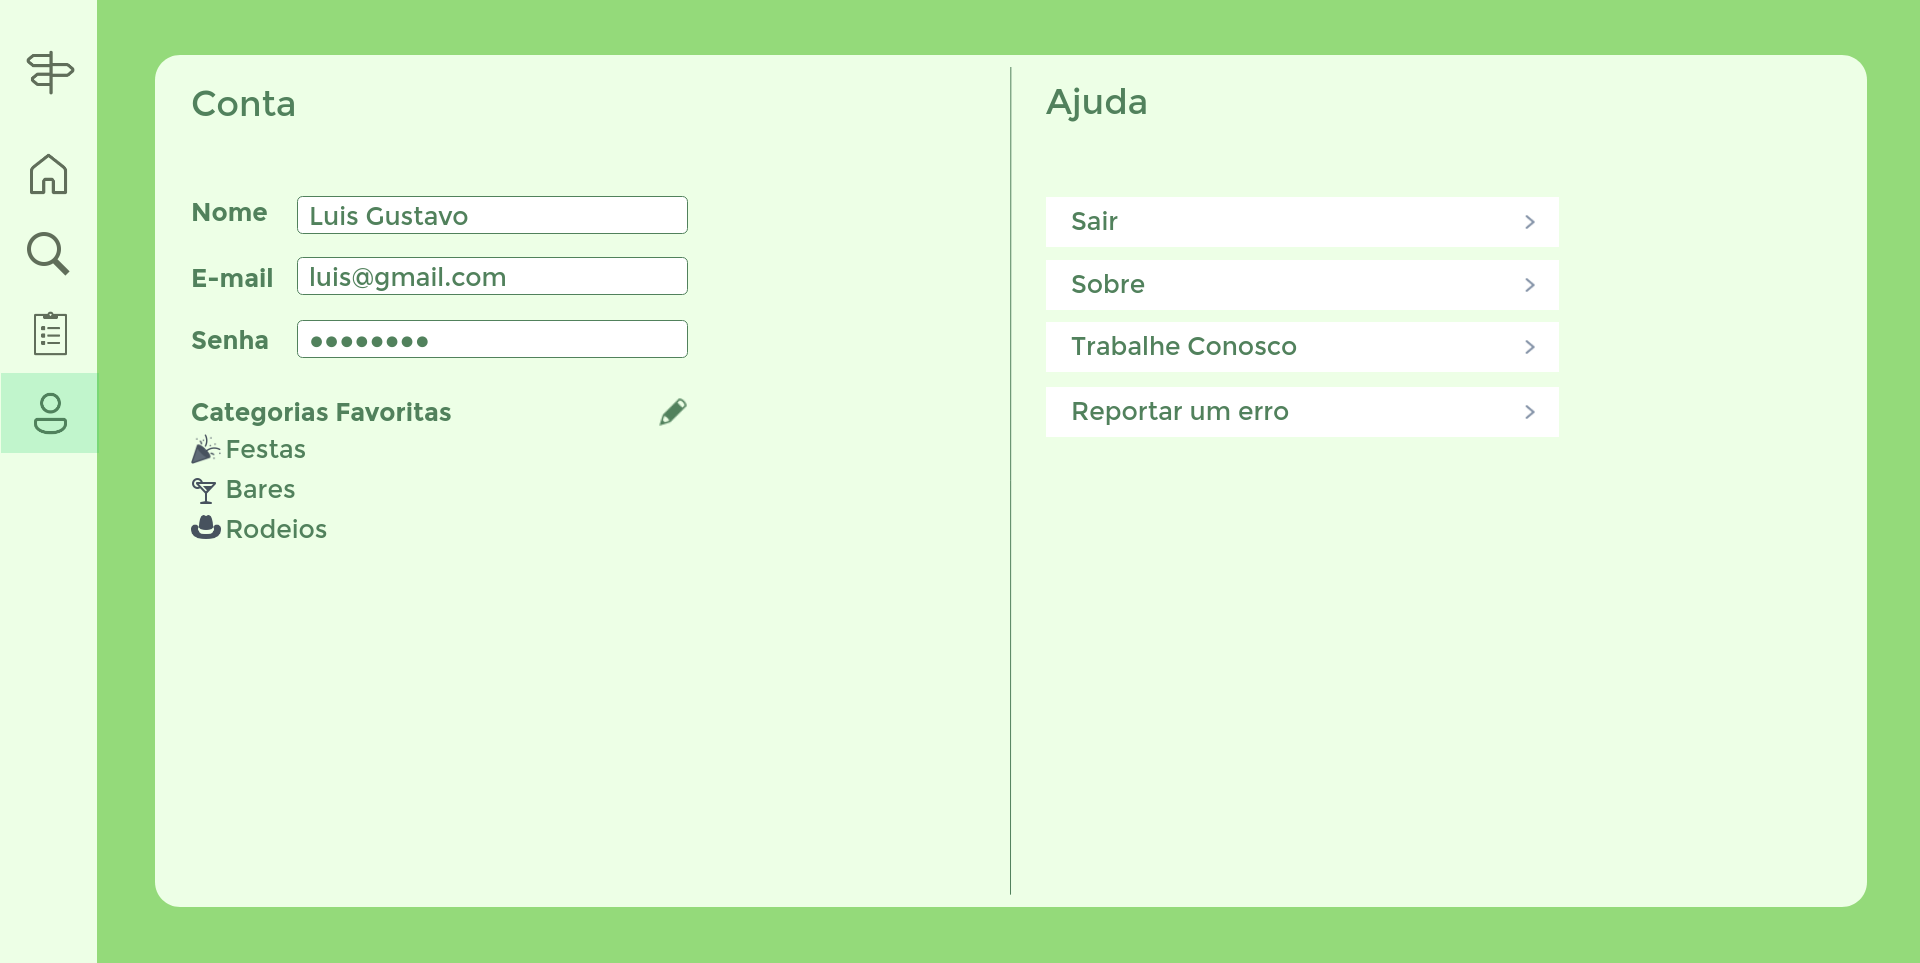 Conta
Nome
Luis Gustavo
E-mail
luis@gmail.com
Senha
●●●●●●●●
Categorias Favoritas
Festas
Bares
Rodeios
Ajuda
Sair
Sobre
Trabalhe Conosco
Reportar um erro